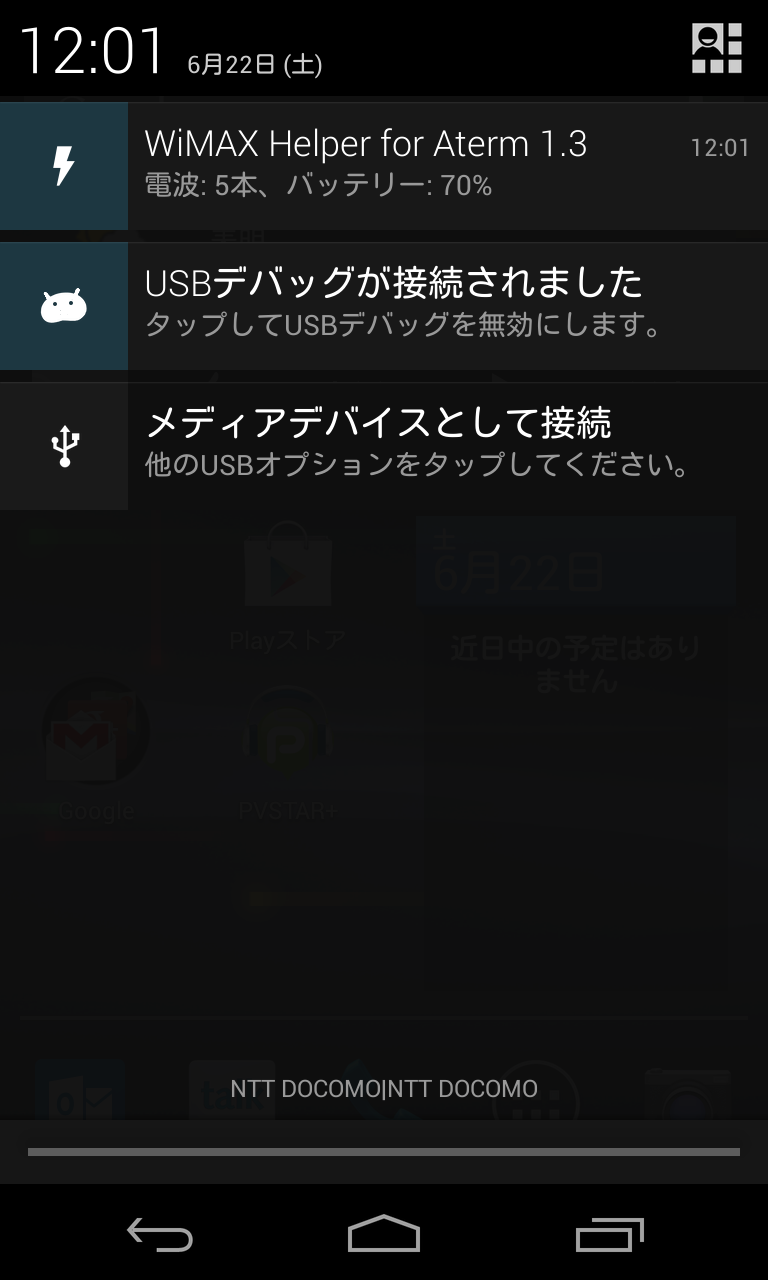 12:01 6月22日 (土)
WiMAX Helper for Aterm 1.3 12:01
電波: 5本、バッテリー: 70%
USBデバッグが接続されました
タップしてUSBデバッグを無効にします。
メディアデバイスとして接続
他のUSBオプションをタップしてください。
土
6月22日
Playストア
近日中の予定はあり
ません
Google
PVSTAR+
talk
NTT DOCOMO|NTT DOCOMO